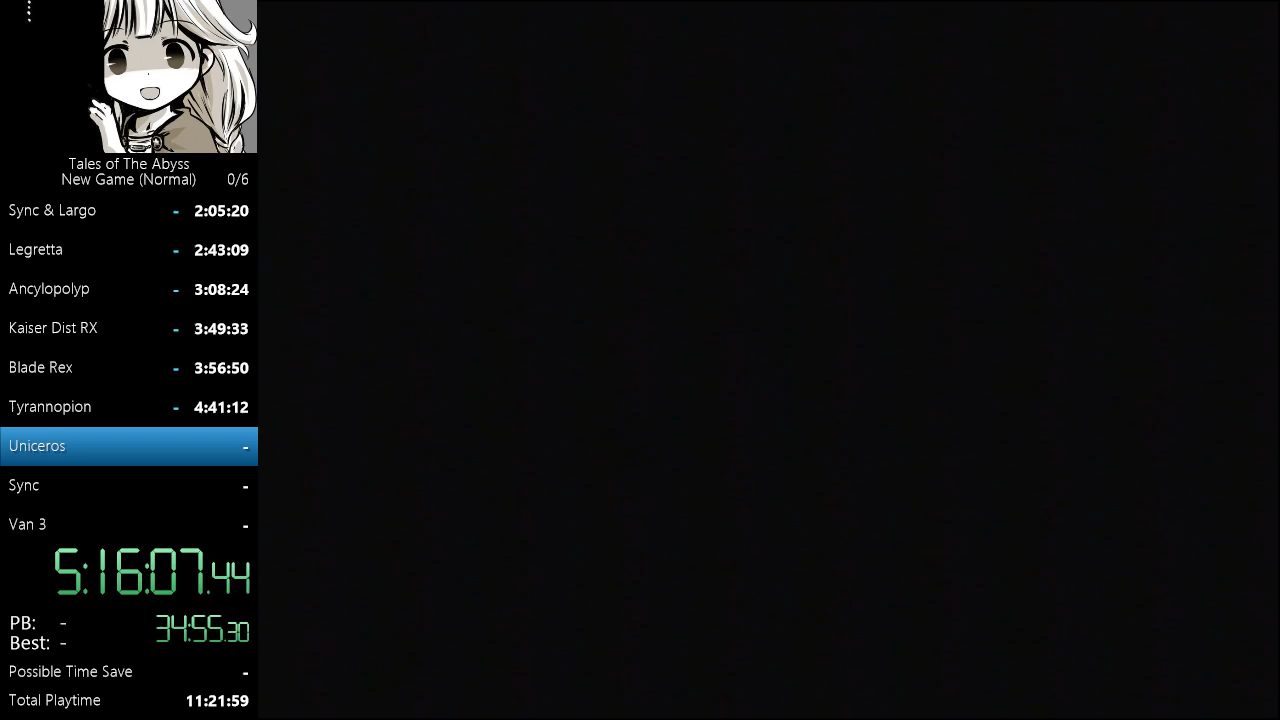 Tales of The Abyss
New Game (Normal) 0/6
Sync & Largo - 2:05:20
Legretta - 2:43:09
Ancylopolyp - 3:08:24
Kaiser Dist RX - 3:49:33
Blade Rex - 3:56:50
Tyrannopion - 4:41:12
Uniceros -
Sync -
Van 3 -
5:16:07.44
PB: - 34:55.30
Best: -
Possible Time Save -
Total Playtime 11:21:59